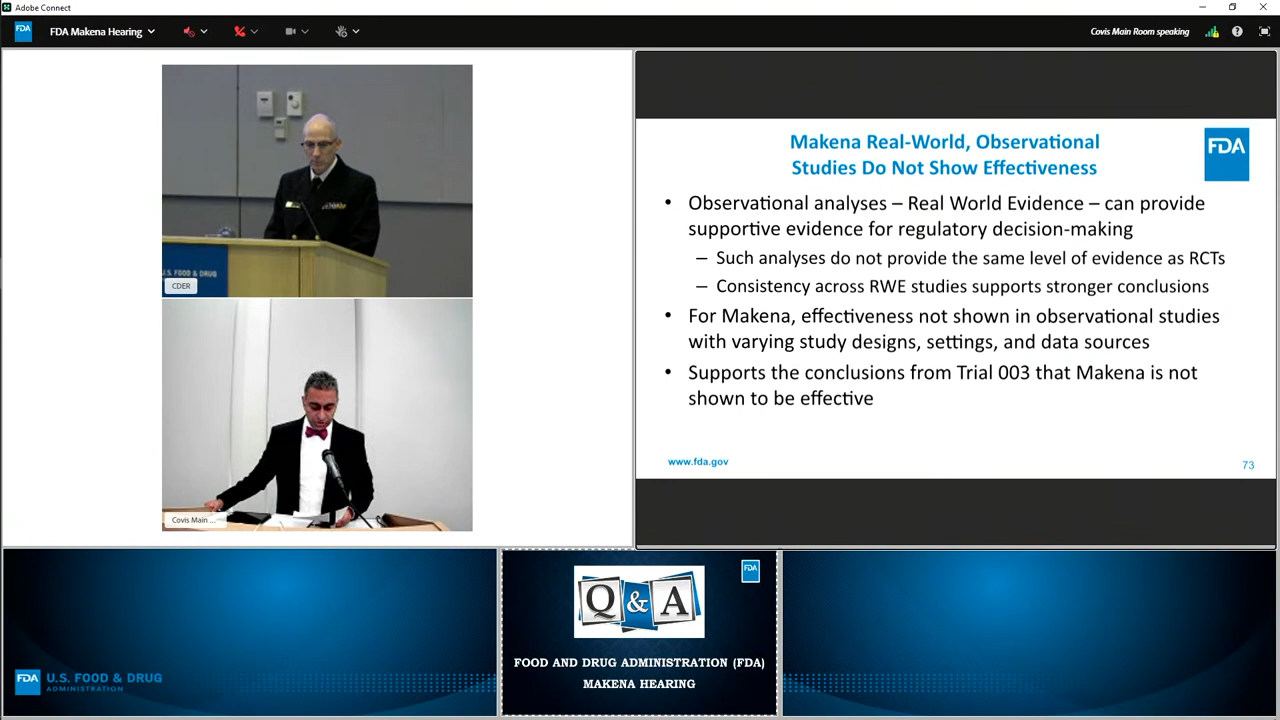 Adobe Connect
FDA
FDA Makena Hearing
Covis Main Room speaking
U.S. FOOD & DRUG
CDER
Covis Main ...
Makena Real-World, Observational
Studies Do Not Show Effectiveness
FDA
• Observational analyses – Real World Evidence – can provide
supportive evidence for regulatory decision-making
– Such analyses do not provide the same level of evidence as RCTs
– Consistency across RWE studies supports stronger conclusions
• For Makena, effectiveness not shown in observational studies
with varying study designs, settings, and data sources
• Supports the conclusions from Trial 003 that Makena is not
shown to be effective
www.fda.gov
73
FDA U.S. FOOD & DRUG
ADMINISTRATION
FDA
Q & A
FOOD AND DRUG ADMINISTRATION (FDA)
MAKENA HEARING